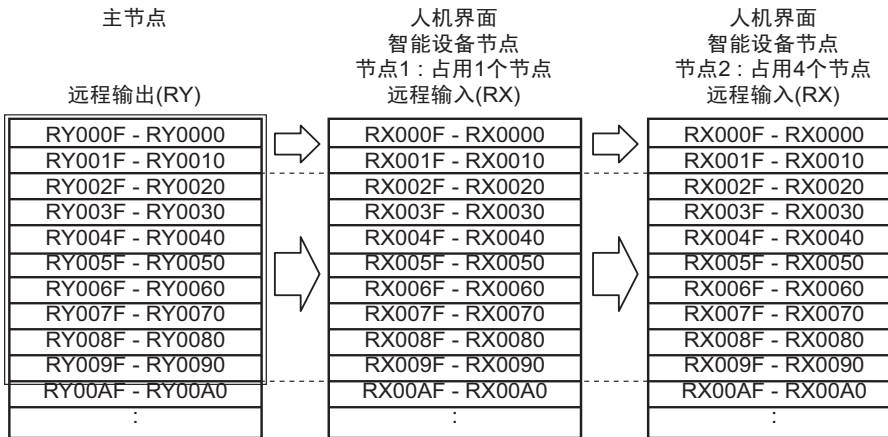 主节点
远程输出(RY)
RY000F - RY0000
RY001F - RY0010
RY002F - RY0020
RY003F - RY0030
RY004F - RY0040
RY005F - RY0050
RY006F - RY0060
RY007F - RY0070
RY008F - RY0080
RY009F - RY0090
RY00AF - RY00A0
:
人机界面
智能设备节点
节点1 : 占用1个节点
远程输入(RX)
RX000F - RX0000
RX001F - RX0010
RX002F - RX0020
RX003F - RX0030
RX004F - RX0040
RX005F - RX0050
RX006F - RX0060
RX007F - RX0070
RX008F - RX0080
RX009F - RX0090
RX00AF - RX00A0
:
人机界面
智能设备节点
节点2 : 占用4个节点
远程输入(RX)
RX000F - RX0000
RX001F - RX0010
RX002F - RX0020
RX003F - RX0030
RX004F - RX0040
RX005F - RX0050
RX006F - RX0060
RX007F - RX0070
RX008F - RX0080
RX009F - RX0090
RX00AF - RX00A0
: